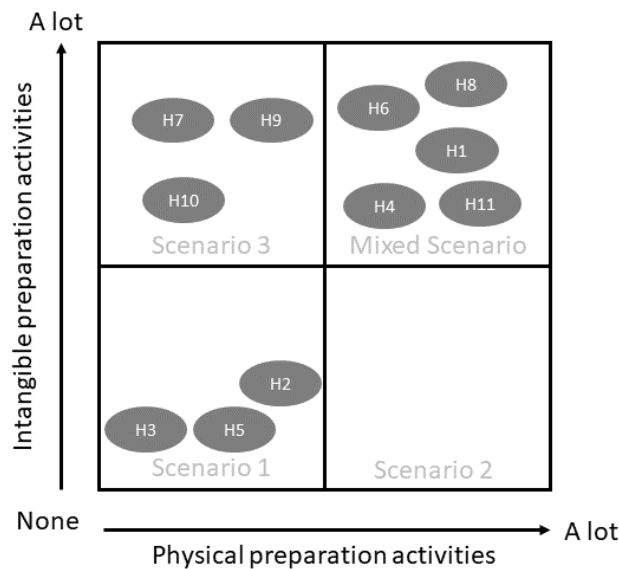 A lot
Intangible preparation activities
H8
H6
H7
H9
H1
H10
H4
H11
Scenario 3
Mixed Scenario
H2
H3
H5
Scenario 1
Scenario 2
None
A lot
Physical preparation activities